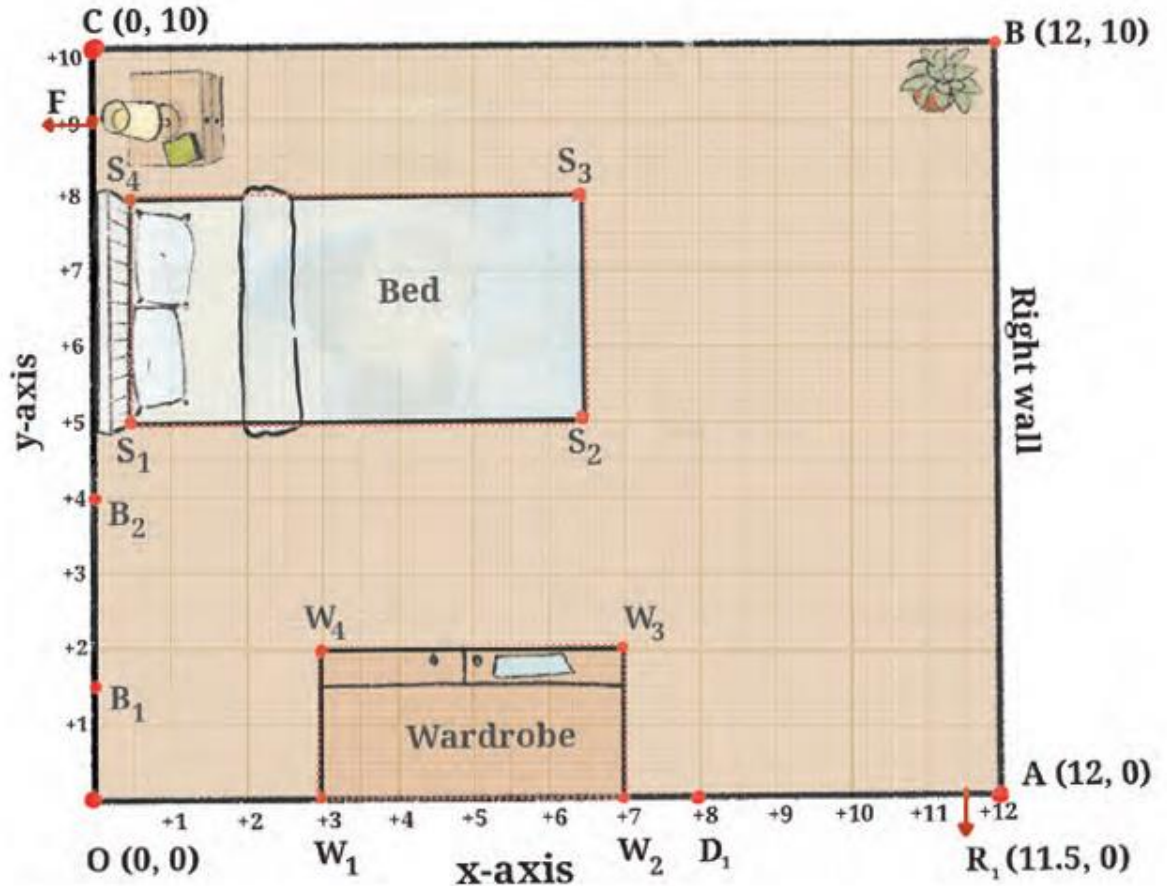 C (0, 10)
B (12, 10)
+10
F
+9
S4
S3
+8
+7
Bed
+6
Right wall
y-axis
+5
S1
S2
+4
B2
+3
W4
W3
+2
B1
+1
Wardrobe
A (12, 0)
+1 +2 +3 +4 +5 +6 +7 +8 +9 +10 +11 +12
O (0, 0)
W1
x-axis
W2
D1
R1 (11.5, 0)